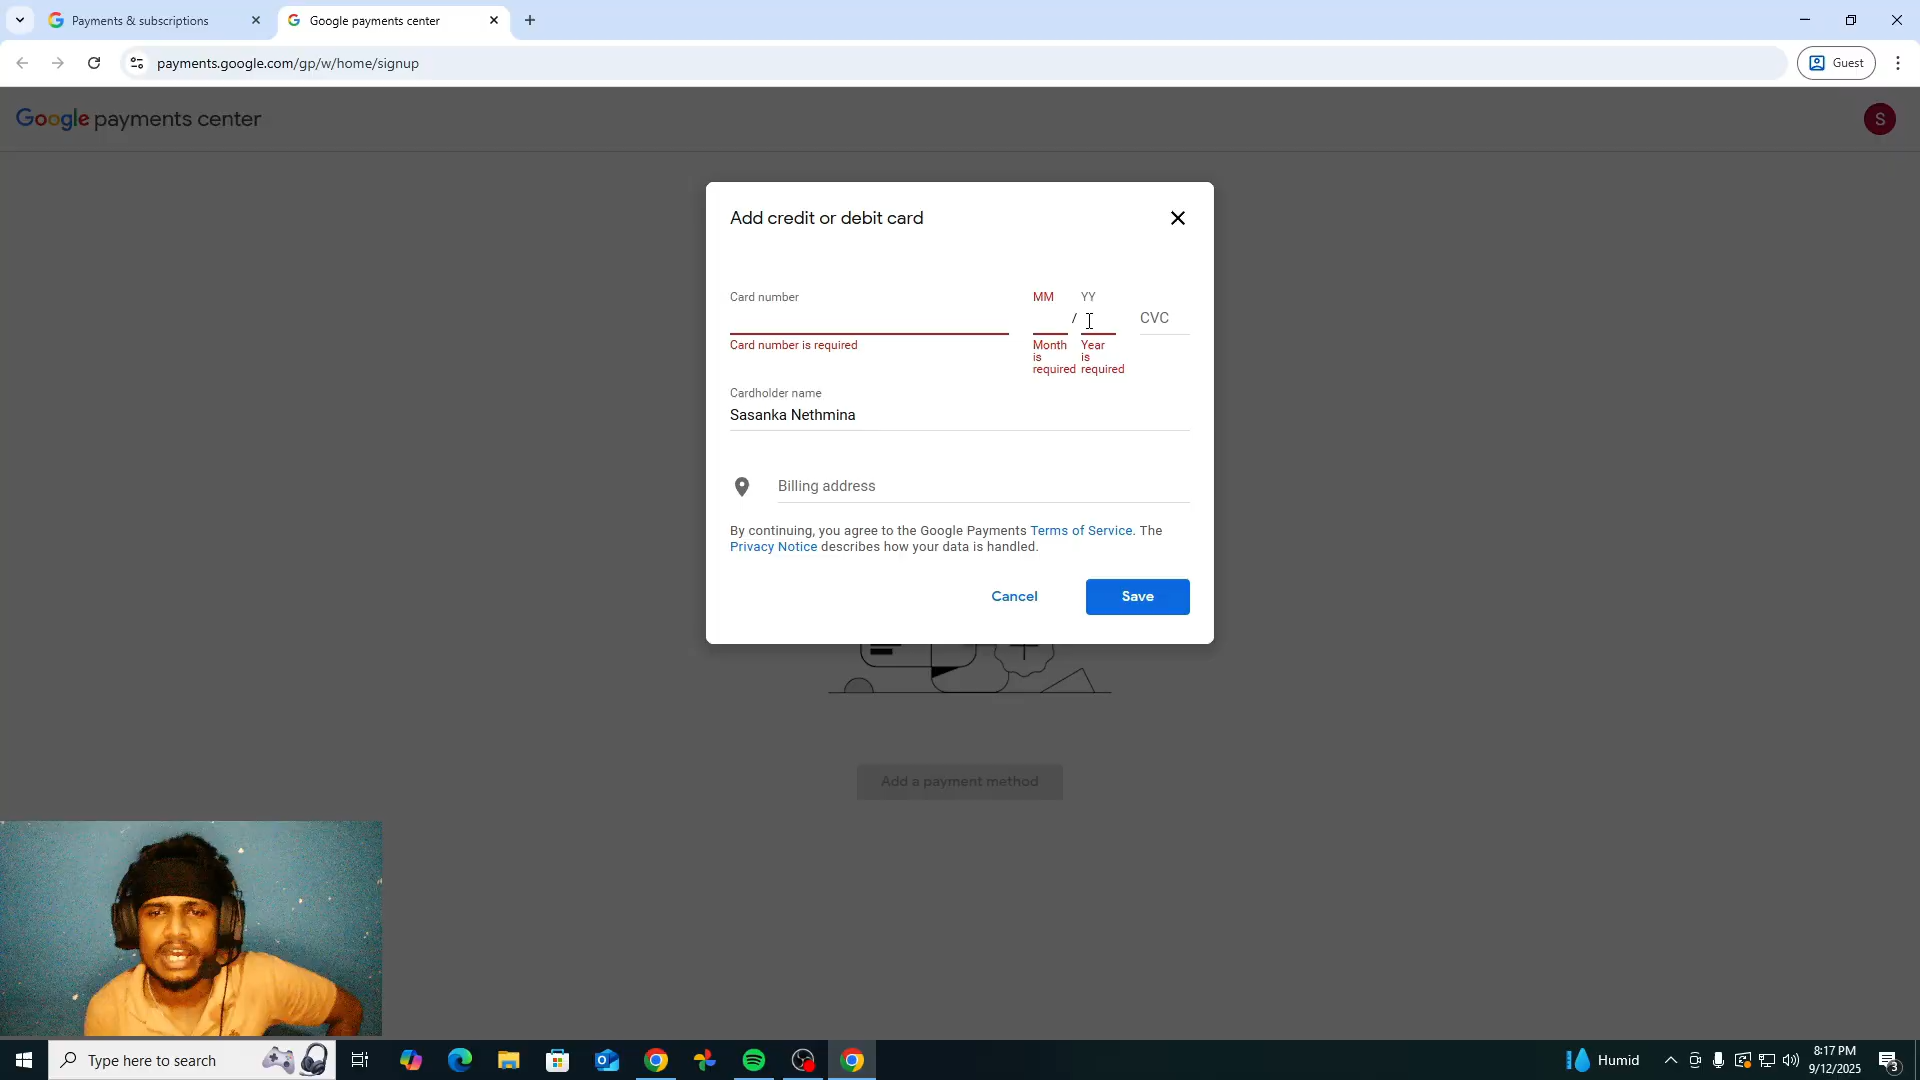 Payments & subscriptions
Google payments center
payments.google.com/gp/w/home/signup
Guest
Google payments center
S
Add credit or debit card
Card number
MM
YY
/
CVC
Card number is required
Month is required
Year is required
Cardholder name
Sasanka Nethmina
Billing address
By continuing, you agree to the Google Payments Terms of Service. The
Privacy Notice describes how your data is handled.
Cancel
Save
Add a payment method
Type here to search
Humid
8:17 PM
9/12/2025
3